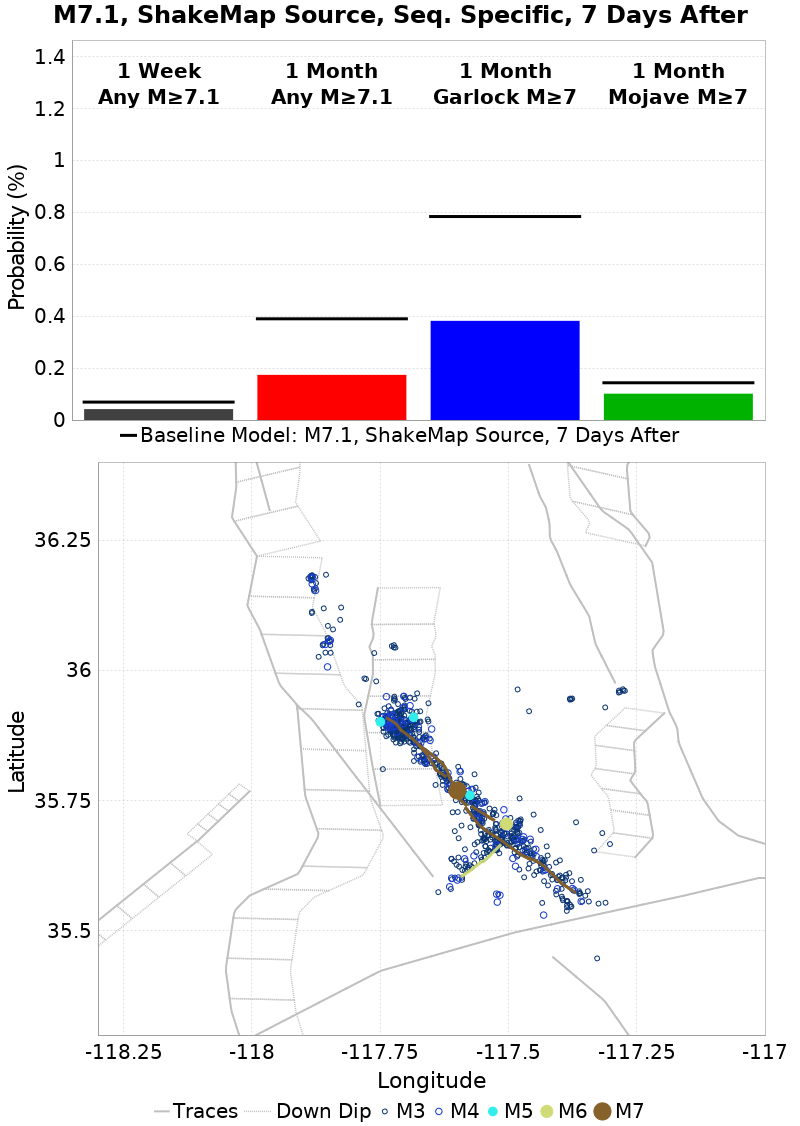 M7.1, ShakeMap Source, Seq. Specific, 7 Days After
1.4
1.2
1
0.8
0.6
0.4
0.2
0
Probability (%)
1 Week
Any M≥7.1
1 Month
Any M≥7.1
1 Month
Garlock M≥7
1 Month
Mojave M≥7
Baseline Model: M7.1, ShakeMap Source, 7 Days After
36.25
36
35.75
35.5
Latitude
-118.25
-118
-117.75
-117.5
-117.25
-117
Longitude
Traces Down Dip M3 M4 M5 M6 M7